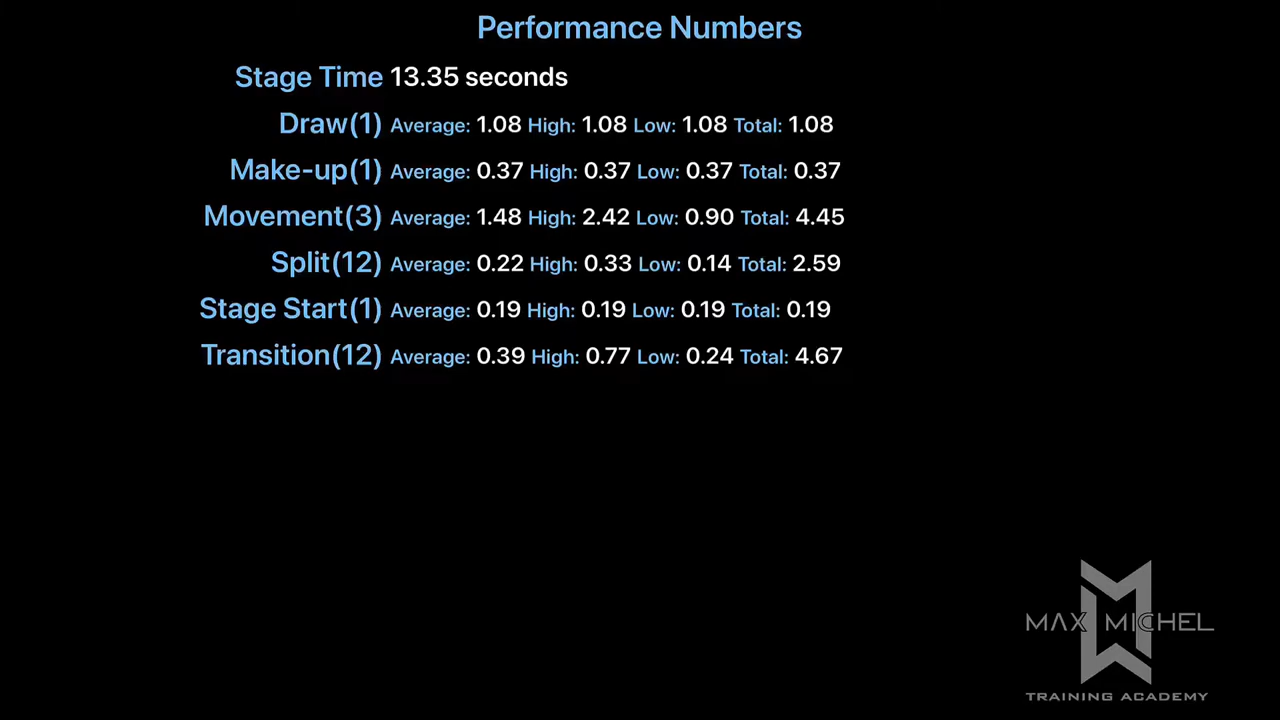 Performance Numbers
Stage Time 13.35 seconds
Draw(1) Average: 1.08 High: 1.08 Low: 1.08 Total: 1.08
Make-up(1) Average: 0.37 High: 0.37 Low: 0.37 Total: 0.37
Movement(3) Average: 1.48 High: 2.42 Low: 0.90 Total: 4.45
Split(12) Average: 0.22 High: 0.33 Low: 0.14 Total: 2.59
Stage Start(1) Average: 0.19 High: 0.19 Low: 0.19 Total: 0.19
Transition(12) Average: 0.39 High: 0.77 Low: 0.24 Total: 4.67
MAX MICHEL
TRAINING ACADEMY